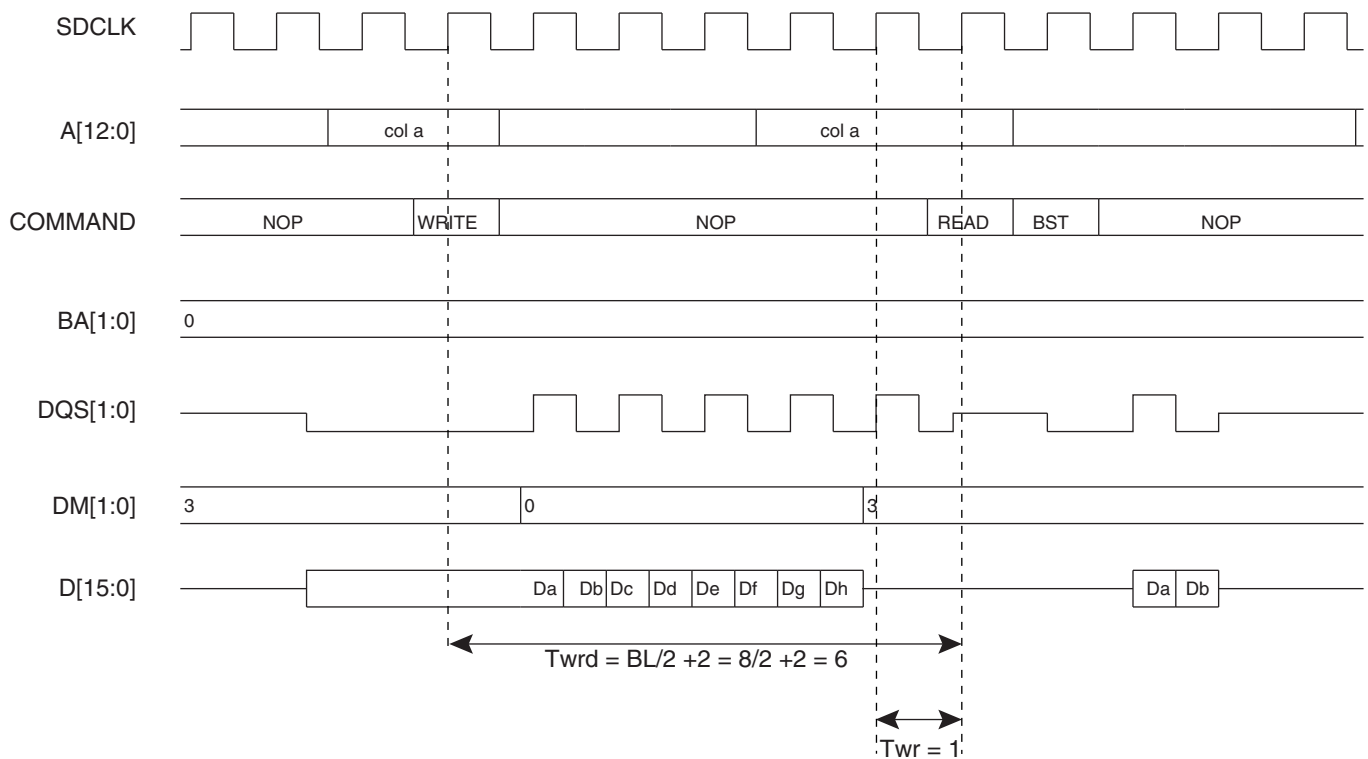 SDCLK
A[12:0] col a col a
COMMAND NOP WRITE NOP READ BST NOP
BA[1:0] 0
DQS[1:0]
DM[1:0] 3 0 3
D[15:0] Da Db Dc Dd De Df Dg Dh Da Db
Twrd = BL/2 +2 = 8/2 +2 = 6
Twr = 1